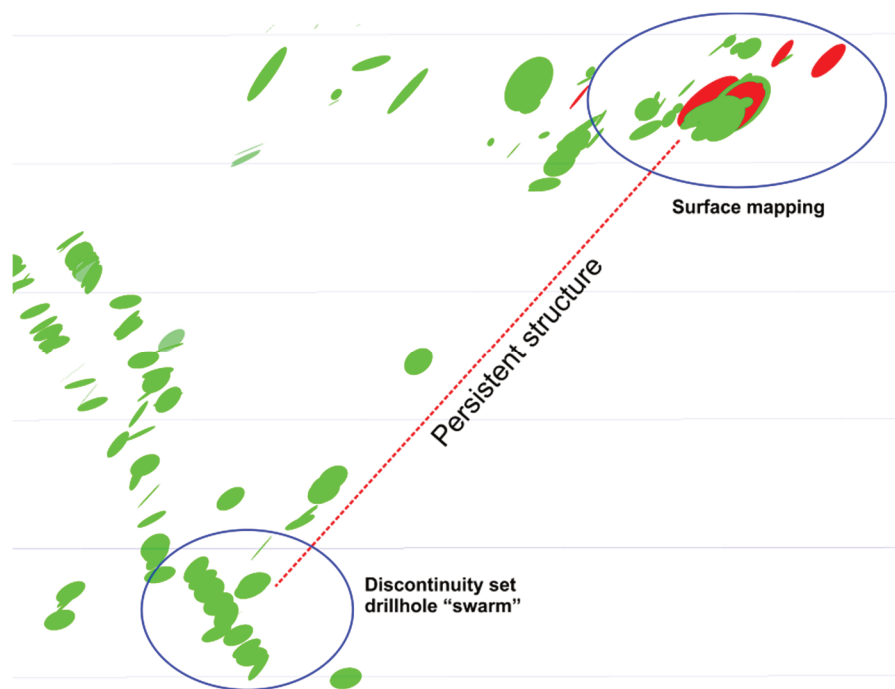 Surface mapping
Persistent structure
Discontinuity set
drillhole “swarm”